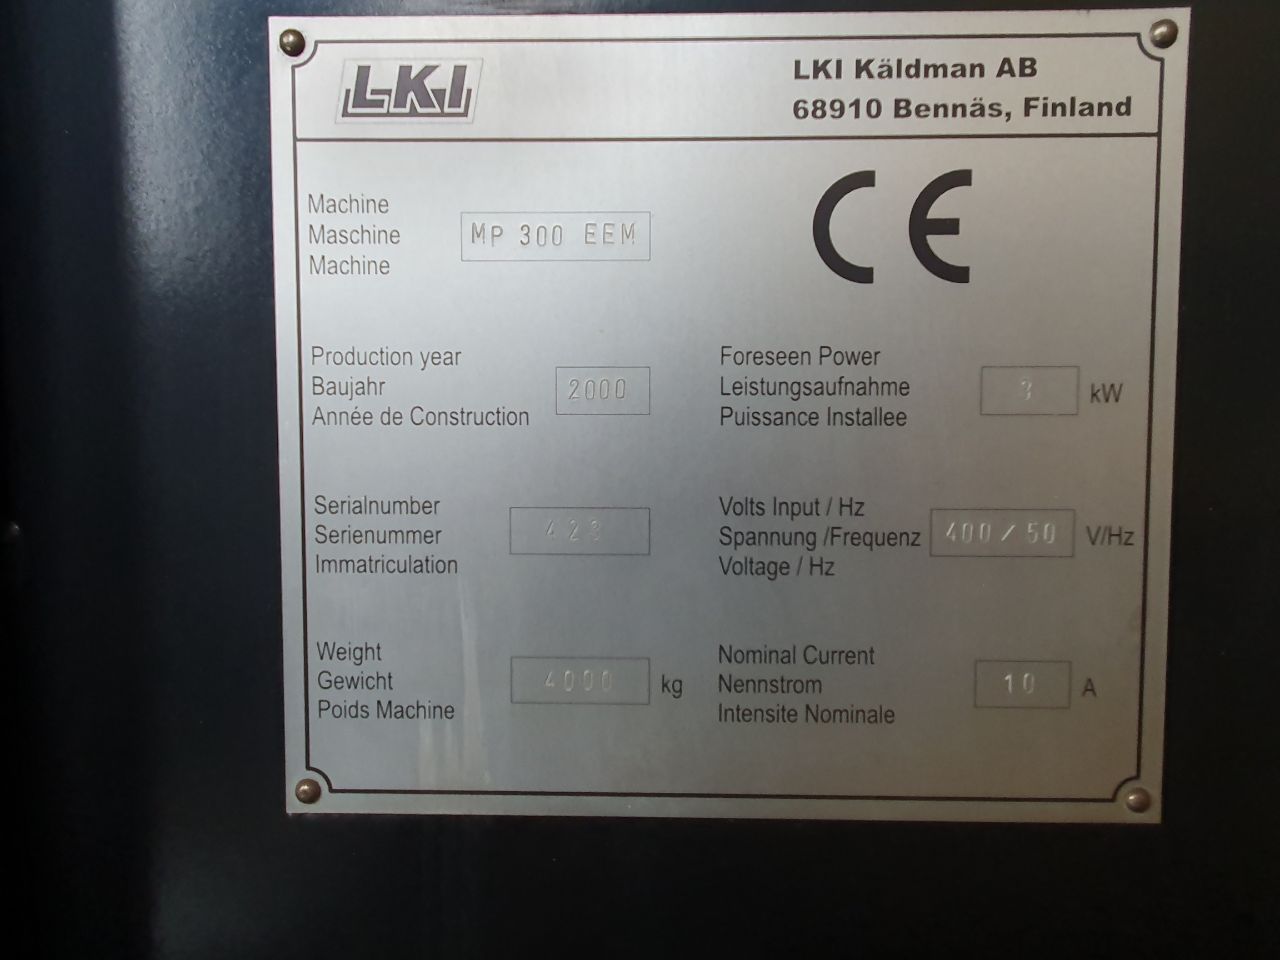 LKI
LKI Käldman AB
68910 Bennäs, Finland
Machine
Maschine
Machine
MP 300 EEM
CE
Production year
Baujahr
Année de Construction
2000
Foreseen Power
Leistungsaufnahme
Puissance Installee
3
kW
Serialnumber
Serienummer
Immatriculation
423
Volts Input / Hz
Spannung /Frequenz
Voltage / Hz
400/50
V/Hz
Weight
Gewicht
Poids Machine
4000
kg
Nominal Current
Nennstrom
Intensite Nominale
10
A